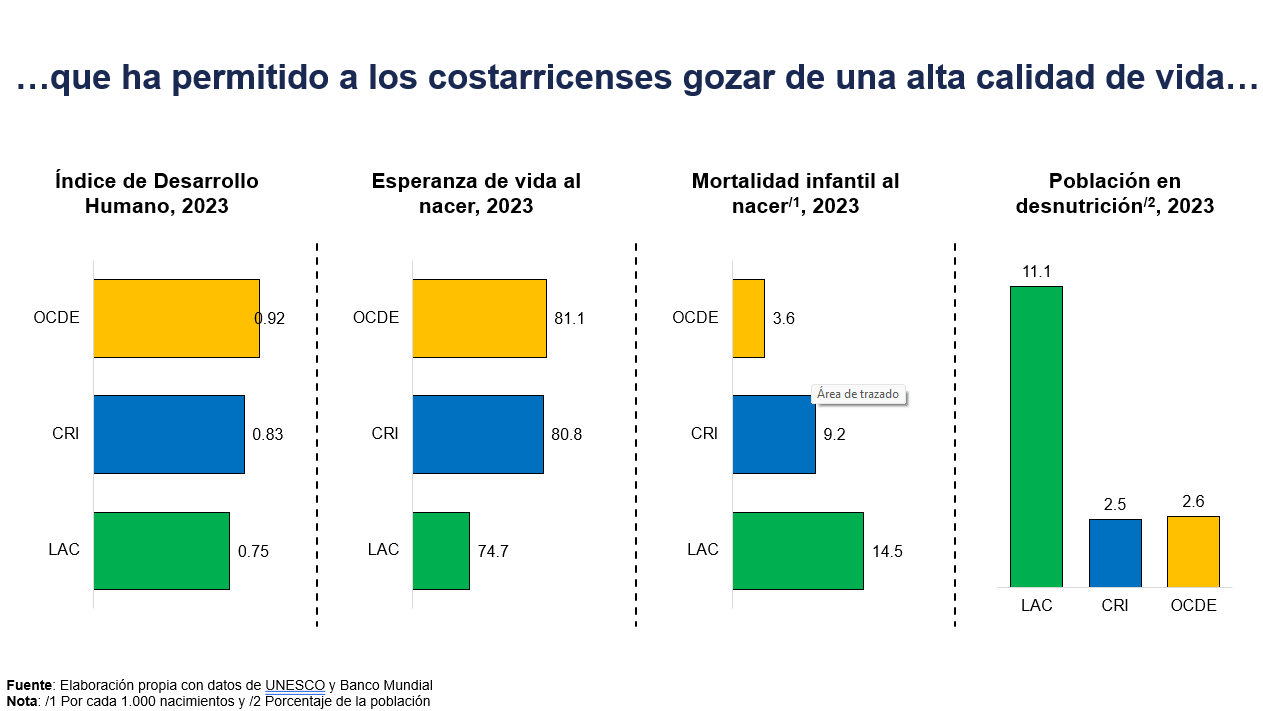 …que ha permitido a los costarricenses gozar de una alta calidad de vida…
Índice de Desarrollo
Humano, 2023
OCDE
0.92
CRI
0.83
LAC
0.75
Esperanza de vida al
nacer, 2023
OCDE
81.1
CRI
80.8
LAC
74.7
Mortalidad infantil al
nacer/1, 2023
OCDE
3.6
Área de trazado
CRI
9.2
LAC
14.5
Población en
desnutrición/2, 2023
11.1
2.5
2.6
LAC
CRI
OCDE
Fuente: Elaboración propia con datos de UNESCO y Banco Mundial
Nota: /1 Por cada 1.000 nacimientos y /2 Porcentaje de la población